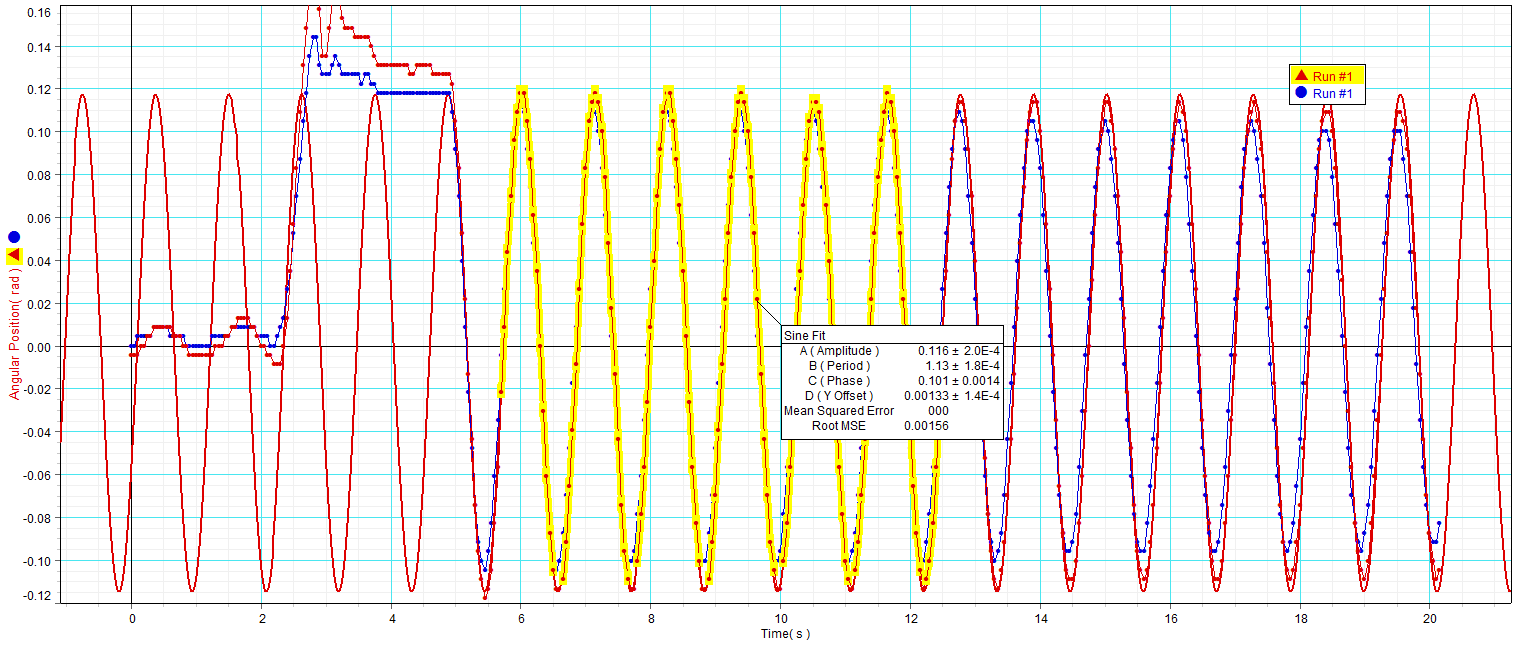 0.16
0.14
0.12
0.10
0.08
0.06
0.04
0.02
0.00
-0.02
-0.04
-0.06
-0.08
-0.10
-0.12
Angular Position( rad )
Run #1
Run #1
Sine Fit
A ( Amplitude ) 0.116 ± 2.0E-4
B ( Period ) 1.13 ± 1.8E-4
C ( Phase ) 0.101 ± 0.0014
D ( Y Offset ) 0.00133 ± 1.4E-4
Mean Squared Error 000
Root MSE 0.00156
0 2 4 6 8 10 12 14 16 18 20
Time( s )